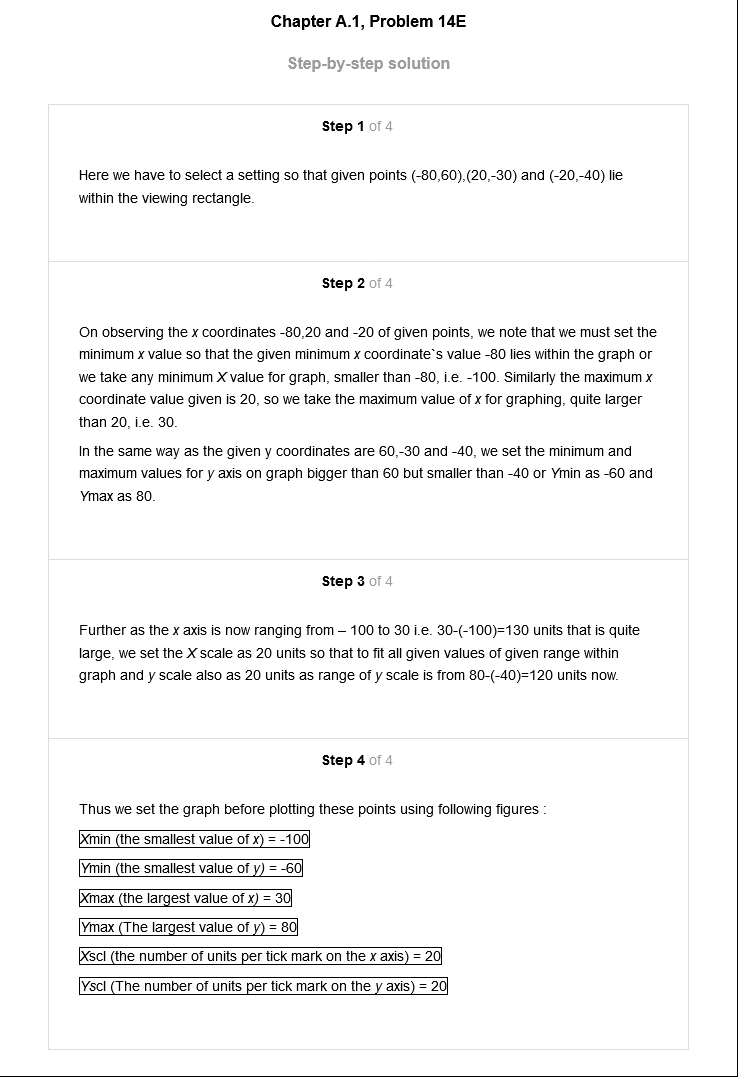 Chapter A.1, Problem 14E
Step-by-step solution
Step 1 of 4
Here we have to select a setting so that given points (-80,60),(20,-30) and (-20,-40) lie
within the viewing rectangle.
Step 2 of 4
On observing the x coordinates -80,20 and -20 of given points, we note that we must set the
minimum x value so that the given minimum x coordinate`s value -80 lies within the graph or
we take any minimum X value for graph, smaller than -80, i.e. -100. Similarly the maximum x
coordinate value given is 20, so we take the maximum value of x for graphing, quite larger
than 20, i.e. 30.
In the same way as the given y coordinates are 60,-30 and -40, we set the minimum and
maximum values for y axis on graph bigger than 60 but smaller than -40 or Ymin as -60 and
Ymax as 80.
Step 3 of 4
Further as the x axis is now ranging from – 100 to 30 i.e. 30-(-100)=130 units that is quite
large, we set the X scale as 20 units so that to fit all given values of given range within
graph and y scale also as 20 units as range of y scale is from 80-(-40)=120 units now.
Step 4 of 4
Thus we set the graph before plotting these points using following figures :
Xmin (the smallest value of x) = -100
Ymin (the smallest value of y) = -60
Xmax (the largest value of x) = 30
Ymax (The largest value of y) = 80
Xscl (the number of units per tick mark on the x axis) = 20
Yscl (The number of units per tick mark on the y axis) = 20